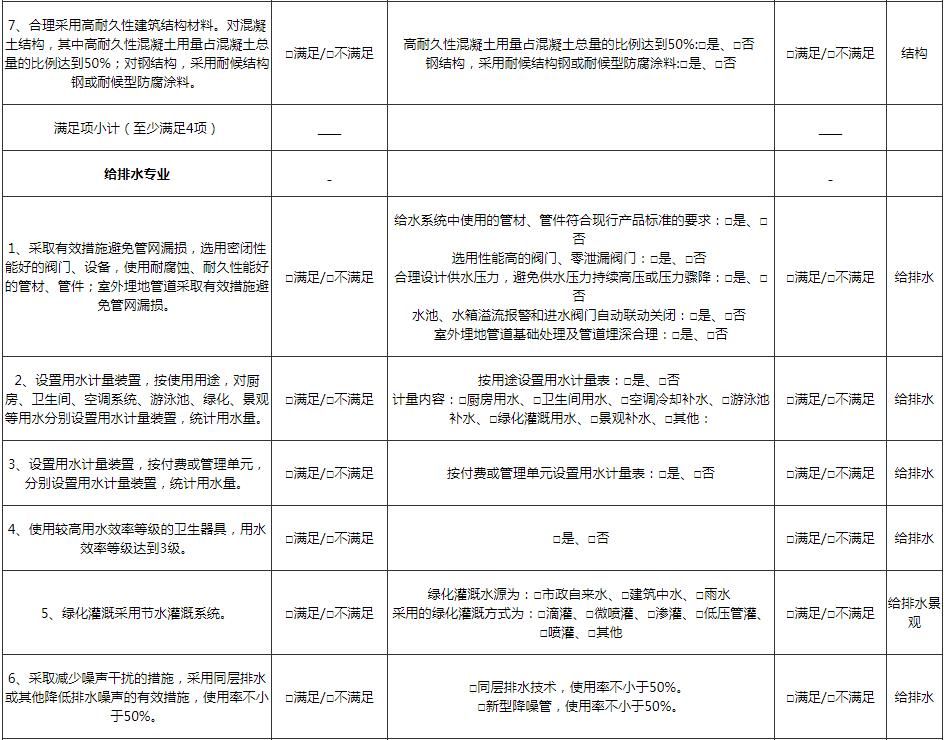 7、合理采用高耐久性建筑结构材料。对混凝
土结构，其中高耐久性混凝土用量占混凝土总
量的比例达到50%；对钢结构，采用耐候结构
钢或耐候型防腐涂料。
□满足/□不满足
高耐久性混凝土用量占混凝土总量的比例达到50%:□是、□否
钢结构，采用耐候结构钢或耐候型防腐涂料:□是、□否
□满足/□不满足
结构
满足项小计（至少满足4项）
___
___
给排水专业
-
-
1、采取有效措施避免管网漏损，选用密闭性
能好的阀门、设备，使用耐腐蚀、耐久性能好
的管材、管件；室外埋地管道采取有效措施避
免管网漏损。
□满足/□不满足
给水系统中使用的管材、管件符合现行产品标准的要求：□是、□
否
选用性能高的阀门、零泄漏阀门：□是、□否
合理设计供水压力，避免供水压力持续高压或压力骤降：□是、□
否
水池、水箱溢流报警和进水阀门自动联动关闭：□是、□否
室外埋地管道基础处理及管道埋深合理：□是、□否
□满足/□不满足
给排水
2、设置用水计量装置，按使用用途，对厨
房、卫生间、空调系统、游泳池、绿化、景观
等用水分别设置用水计量装置，统计用水量。
□满足/□不满足
按用途设置用水计量表：□是、□否
计量内容：□厨房用水、□卫生间用水、□空调冷却补水、□游泳池
补水、□绿化灌溉用水、□景观补水、□其他：
□满足/□不满足
给排水
3、设置用水计量装置，按付费或管理单元，
分别设置用水计量装置，统计用水量。
□满足/□不满足
按付费或管理单元设置用水计量表：□是、□否
□满足/□不满足
给排水
4、使用较高用水效率等级的卫生器具，用水
效率等级达到3级。
□满足/□不满足
□是、□否
□满足/□不满足
给排水
5、绿化灌溉采用节水灌溉系统。
□满足/□不满足
绿化灌溉水源为：□市政自来水、□建筑中水、□雨水
采用的绿化灌溉方式为：□滴灌、□微喷灌、□渗灌、□低压管灌、
□喷灌、□其他
□满足/□不满足
给排水景
观
6、采取减少噪声干扰的措施，采用同层排水
或其他降低排水噪声的有效措施，使用率不小
于50%。
□满足/□不满足
□同层排水技术，使用率不小于50%。
□新型降噪管，使用率不小于50%。
□满足/□不满足
给排水